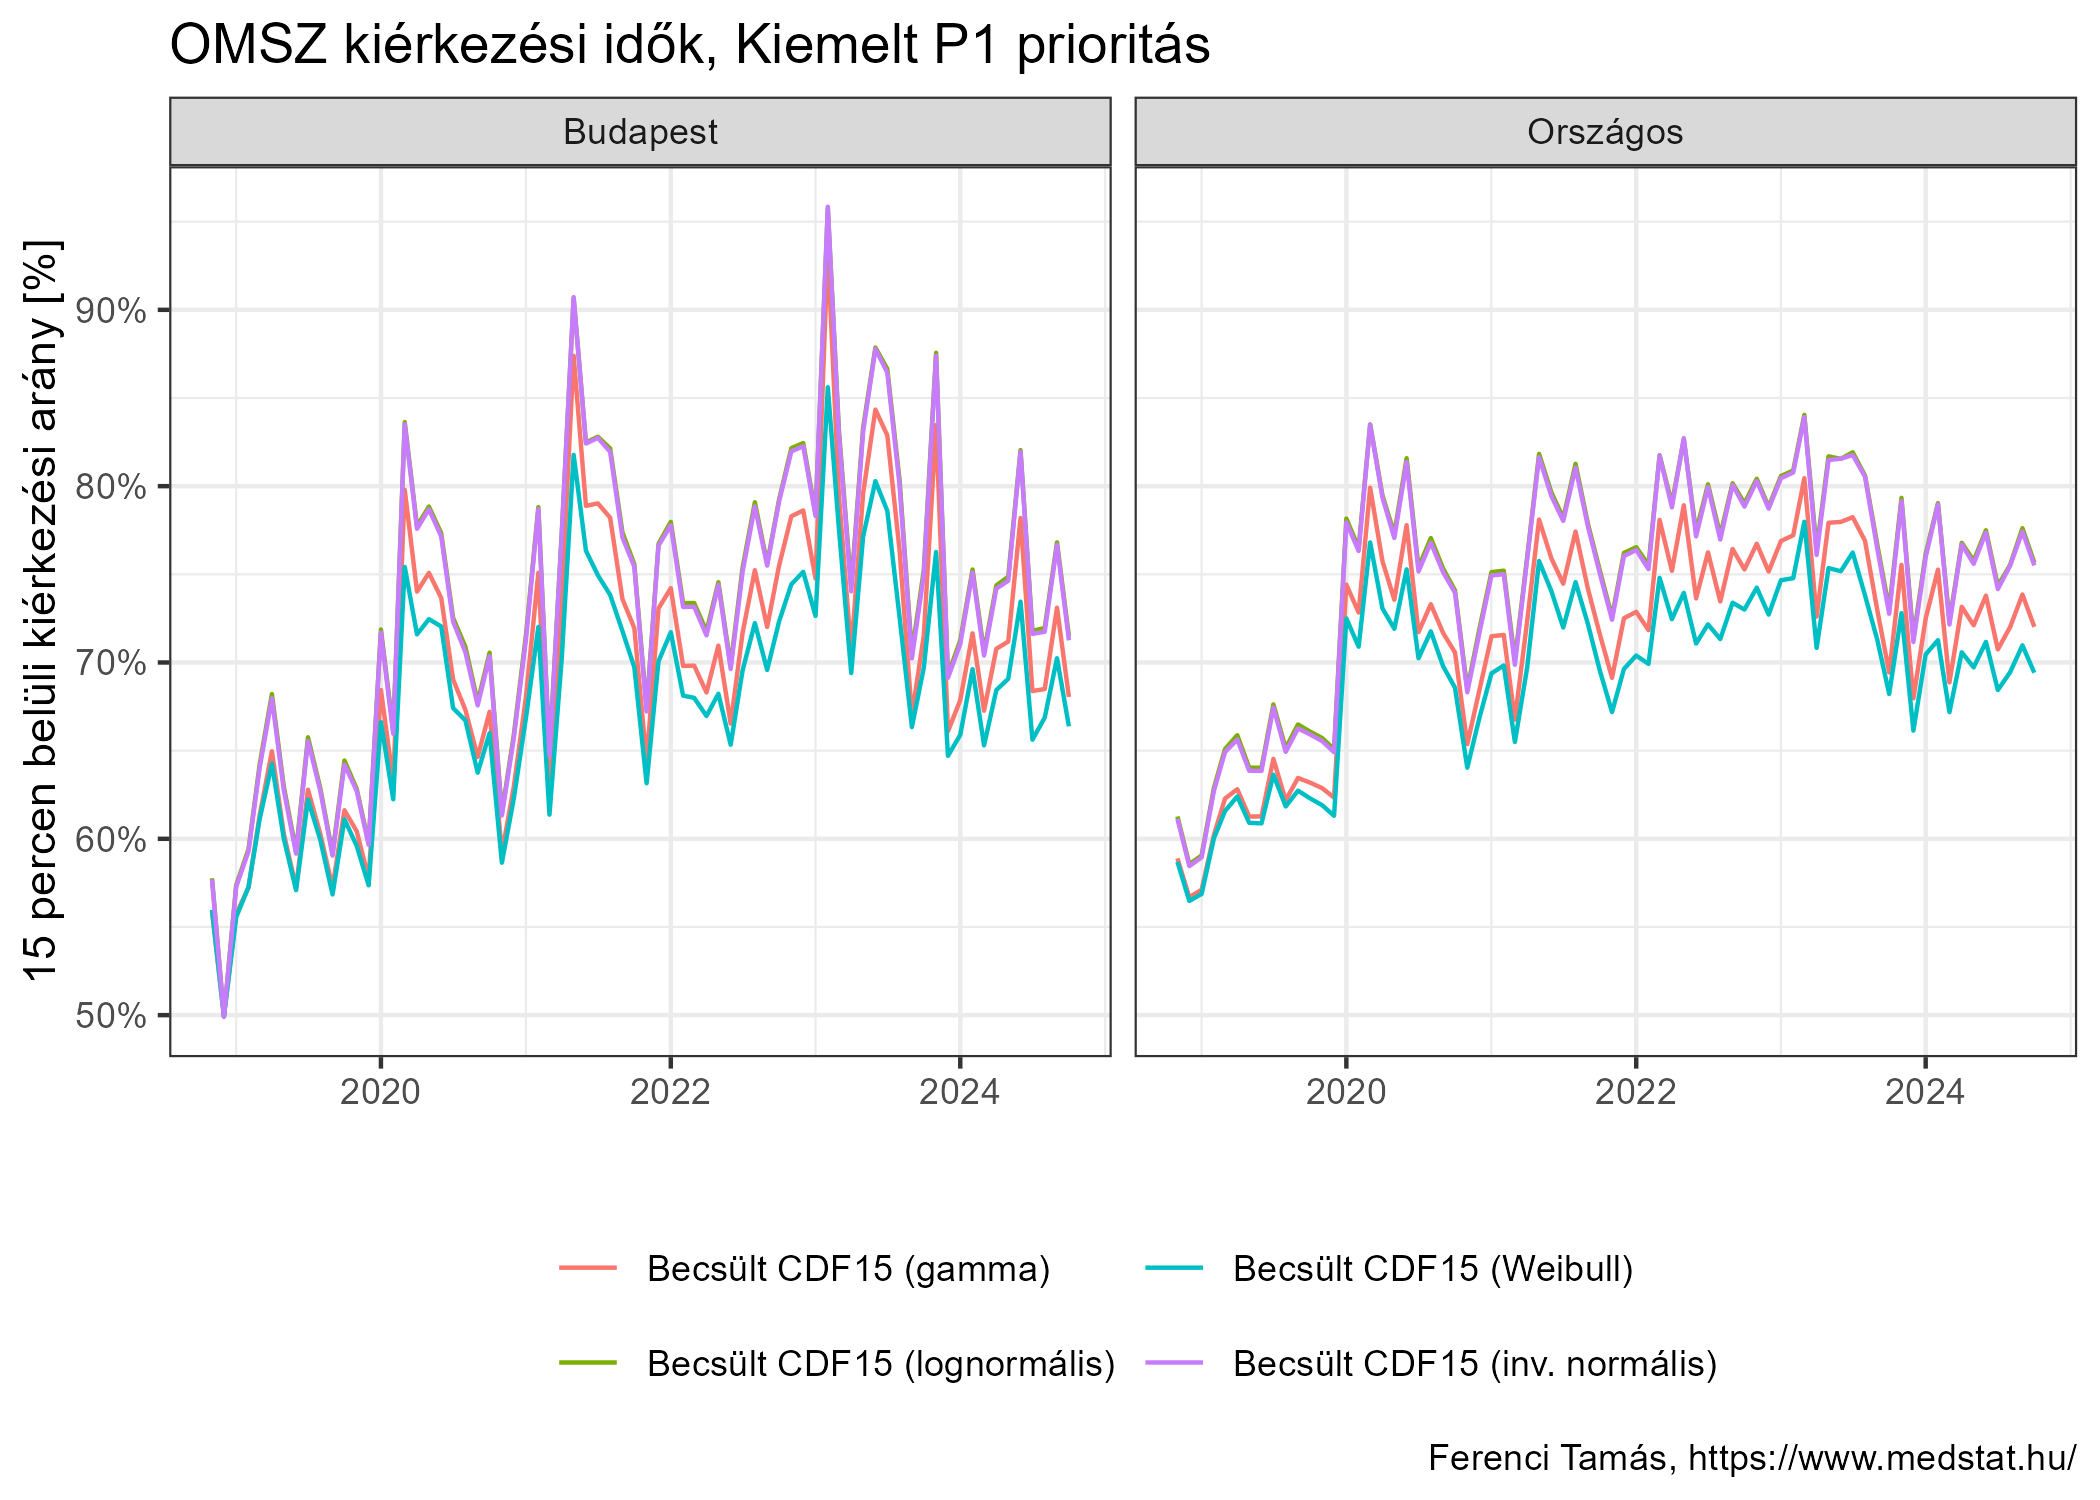 OMSZ kiérkezési idők, Kiemelt P1 prioritás
Budapest
Országos
15 percen belüli kiérkezési arány [%]
90%
80%
70%
60%
50%
2020
2022
2024
2020
2022
2024
Becsült CDF15 (gamma)
Becsült CDF15 (Weibull)
Becsült CDF15 (lognormális)
Becsült CDF15 (inv. normális)
Ferenci Tamás, https://www.medstat.hu/